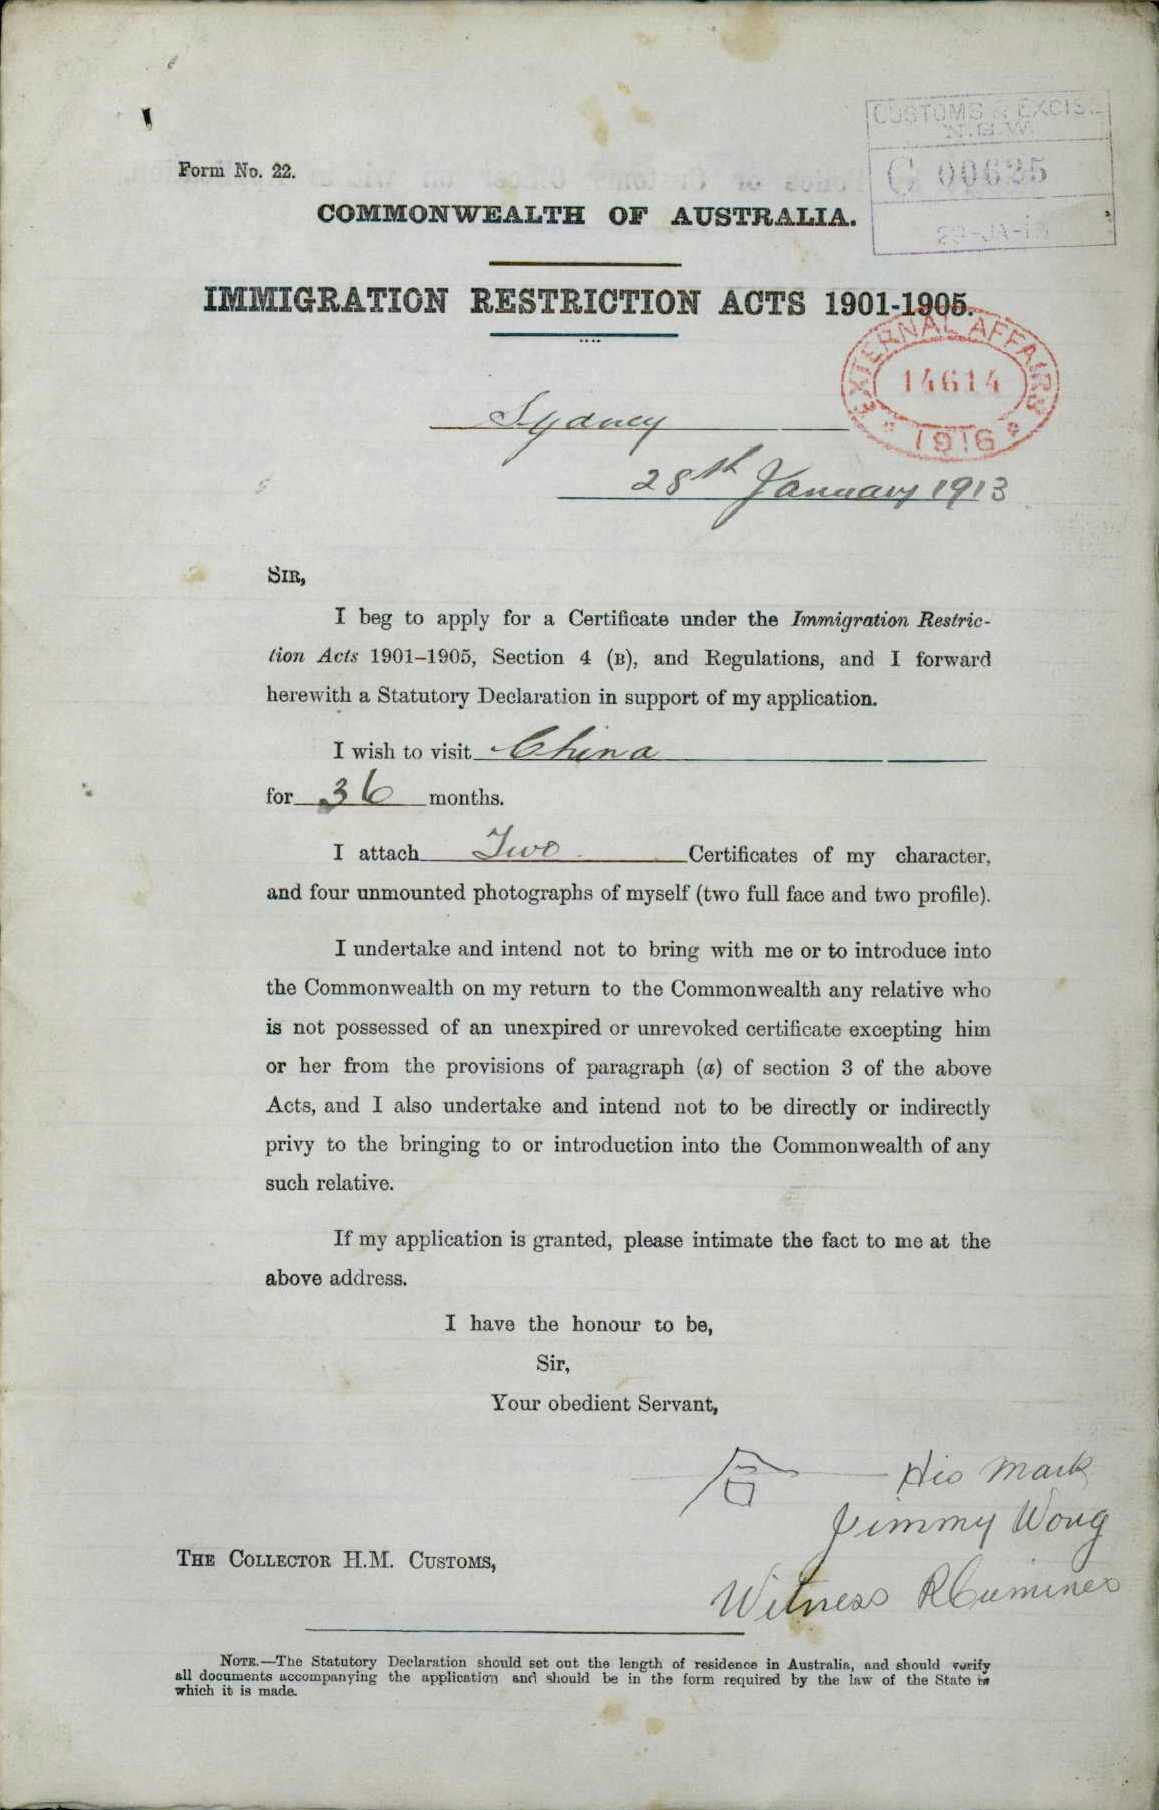 CUSTOMS & EXCISE
N.S.W.
C 00625
Form No. 22.
COMMONWEALTH OF AUSTRALIA.
IMMIGRATION RESTRICTION ACTS 1901-1905.
EXTERNAL AFFAIRS
14614
1916
Sydney
28th January 1913
SIR,
I beg to apply for a Certificate under the Immigration Restric-
tion Acts 1901–1905, Section 4 (B), and Regulations, and I forward
herewith a Statutory Declaration in support of my application.
I wish to visit China
for 36 months.
I attach Two Certificates of my character,
and four unmounted photographs of myself (two full face and two profile).
I undertake and intend not to bring with me or to introduce into
the Commonwealth on my return to the Commonwealth any relative who
is not possessed of an unexpired or unrevoked certificate excepting him
or her from the provisions of paragraph (a) of section 3 of the above
Acts, and I also undertake and intend not to be directly or indirectly
privy to the bringing to or introduction into the Commonwealth of any
such relative.
If my application is granted, please intimate the fact to me at the
above address.
I have the honour to be,
Sir,
Your obedient Servant,
His Mark
Jimmy Wong
THE COLLECTOR H.M. CUSTOMS,
Witness
NOTE.—The Statutory Declaration should set out the length of residence in Australia, and should verify
all documents accompanying the application and should be in the form required by the law of the State in
which it is made.